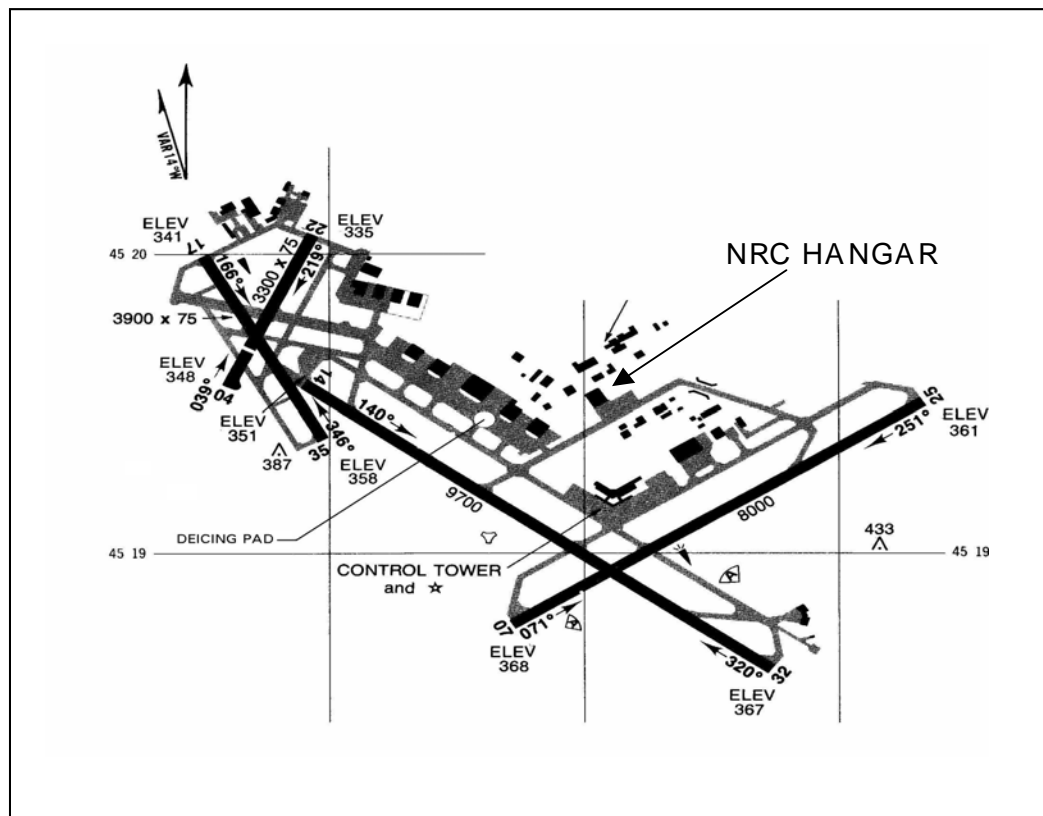 VAR 14°W
ELEV
341
ELEV
335
17
22
45 20
NRC HANGAR
166°
3300 x 75
219°
3900 x 75
ELEV
348
039°
04
14
ELEV
351
140°
346°
35
387
ELEV
358
25
251°
ELEV
361
9700
8000
DEICING PAD
433
45 19
45 19
CONTROL TOWER
and
A
07
071°
A
ELEV
368
320°
32
ELEV
367